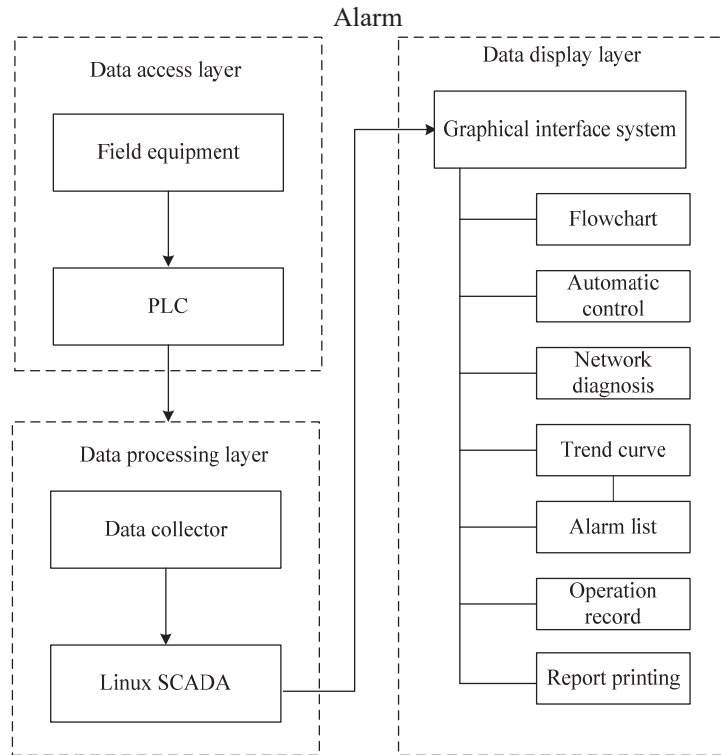 Alarm
Data access layer
Field equipment
PLC
Data processing layer
Data collector
Linux SCADA
Data display layer
Graphical interface system
Flowchart
Automatic
control
Network
diagnosis
Trend curve
Alarm list
Operation
record
Report printing